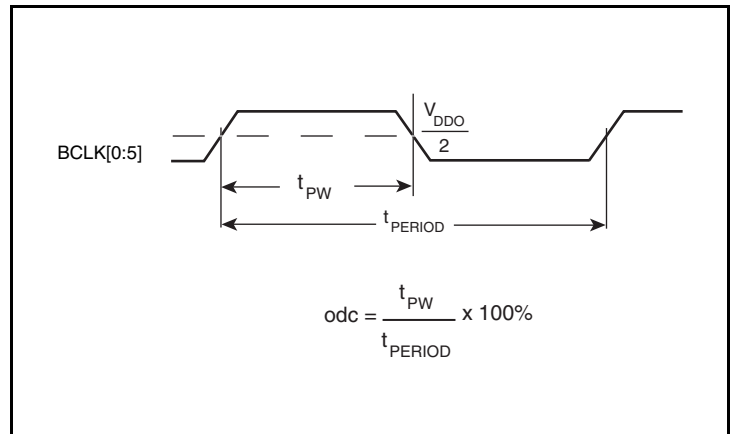 V_DDO
2
BCLK[0:5]
t_PW
t_PERIOD
odc = t_PW x 100%
t_PERIOD